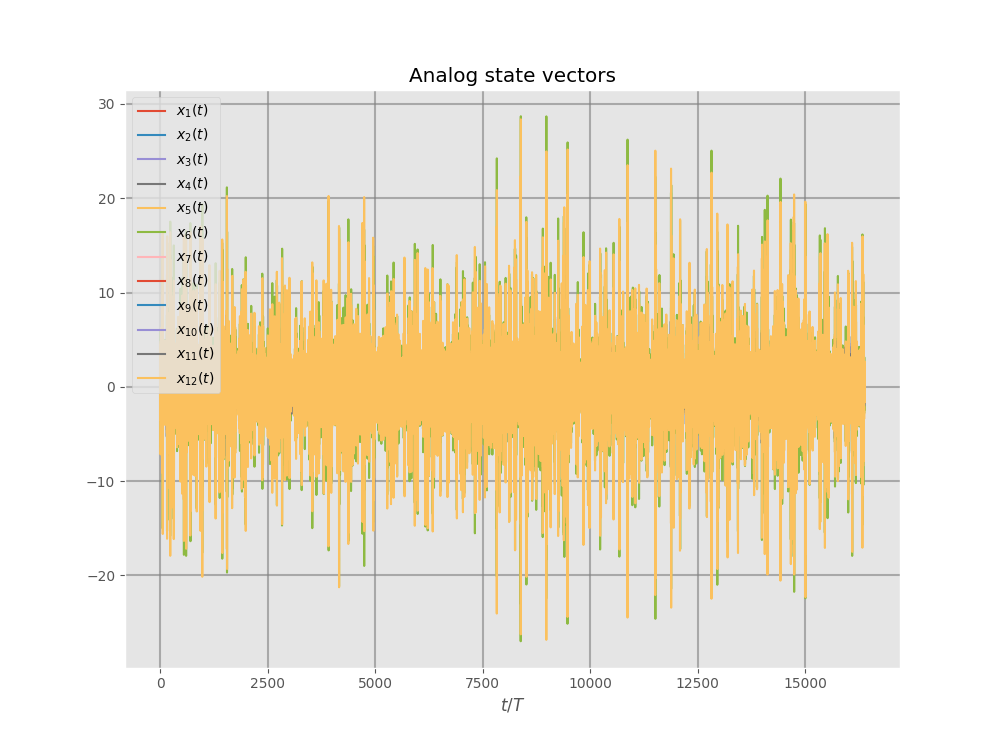 Analog state vectors
30
20
10
0
−10
−20
x₁(t)
x₂(t)
x₃(t)
x₄(t)
x₅(t)
x₆(t)
x₇(t)
x₈(t)
x₉(t)
x₁₀(t)
x₁₁(t)
x₁₂(t)
0 2500 5000 7500 10000 12500 15000
t/T